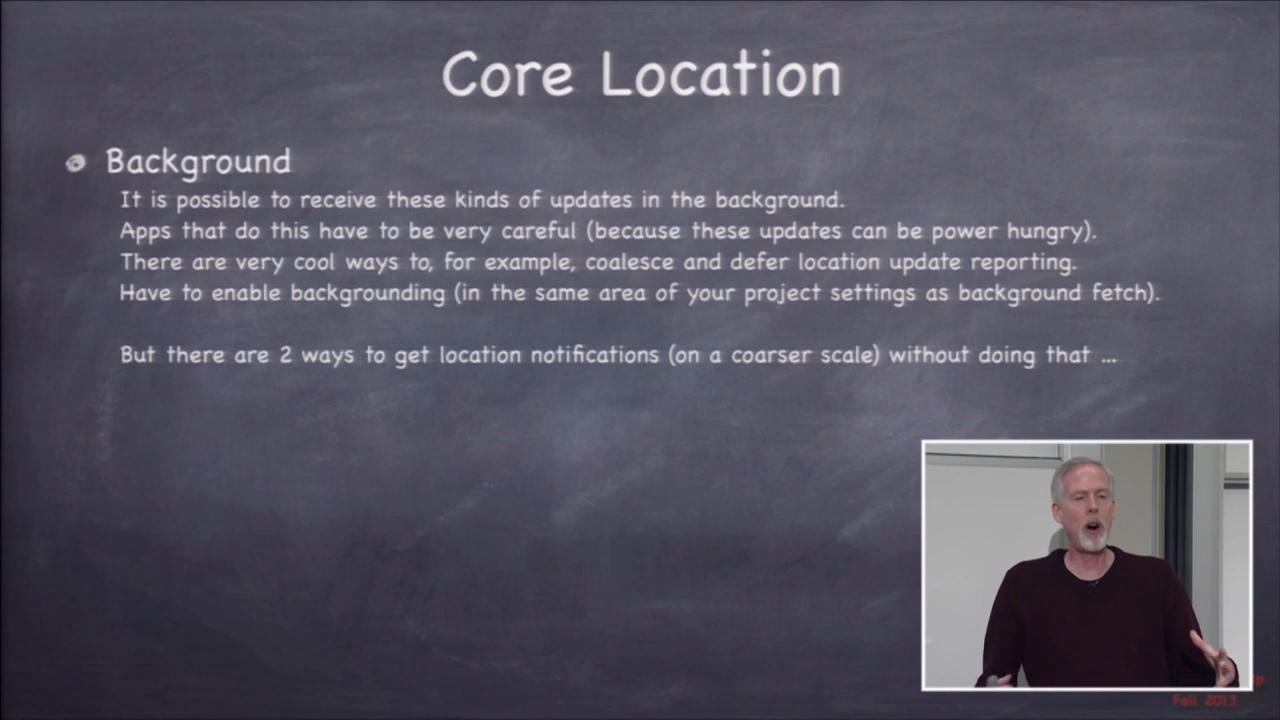 Core Location
Background
It is possible to receive these kinds of updates in the background.
Apps that do this have to be very careful (because these updates can be power hungry).
There are very cool ways to, for example, coalesce and defer location update reporting.
Have to enable backgrounding (in the same area of your project settings as background fetch).
But there are 2 ways to get location notifications (on a coarser scale) without doing that ...
Fall 2013